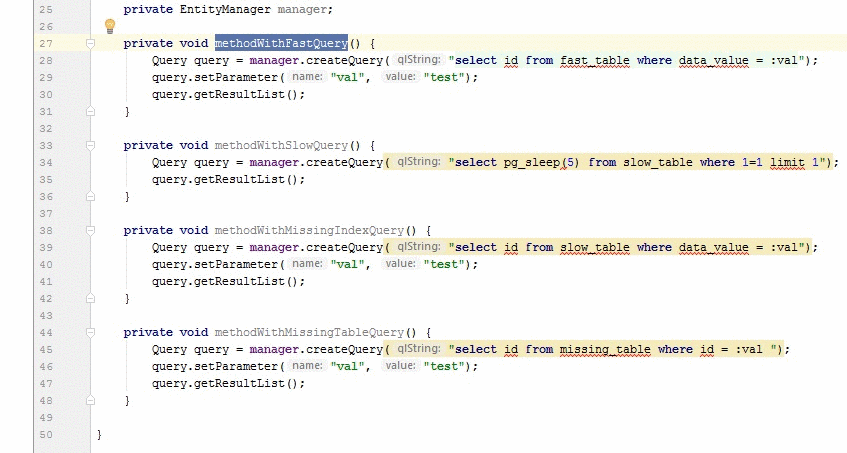 25 private EntityManager manager;
26
27 private void methodWithFastQuery() {
28 Query query = manager.createQuery( qlString: "select id from fast_table where data_value = :val");
29 query.setParameter( name: "val", value: "test");
30 query.getResultList();
31 }
32
33 private void methodWithSlowQuery() {
34 Query query = manager.createQuery( qlString: "select pg_sleep(5) from slow_table where 1=1 limit 1");
35 query.getResultList();
36 }
37
38 private void methodWithMissingIndexQuery() {
39 Query query = manager.createQuery( qlString: "select id from slow_table where data_value = :val");
40 query.setParameter( name: "val", value: "test");
41 query.getResultList();
42 }
43
44 private void methodWithMissingTableQuery() {
45 Query query = manager.createQuery( qlString: "select id from missing_table where id = :val ");
46 query.setParameter( name: "val", value: "test");
47 query.getResultList();
48 }
49
50 }